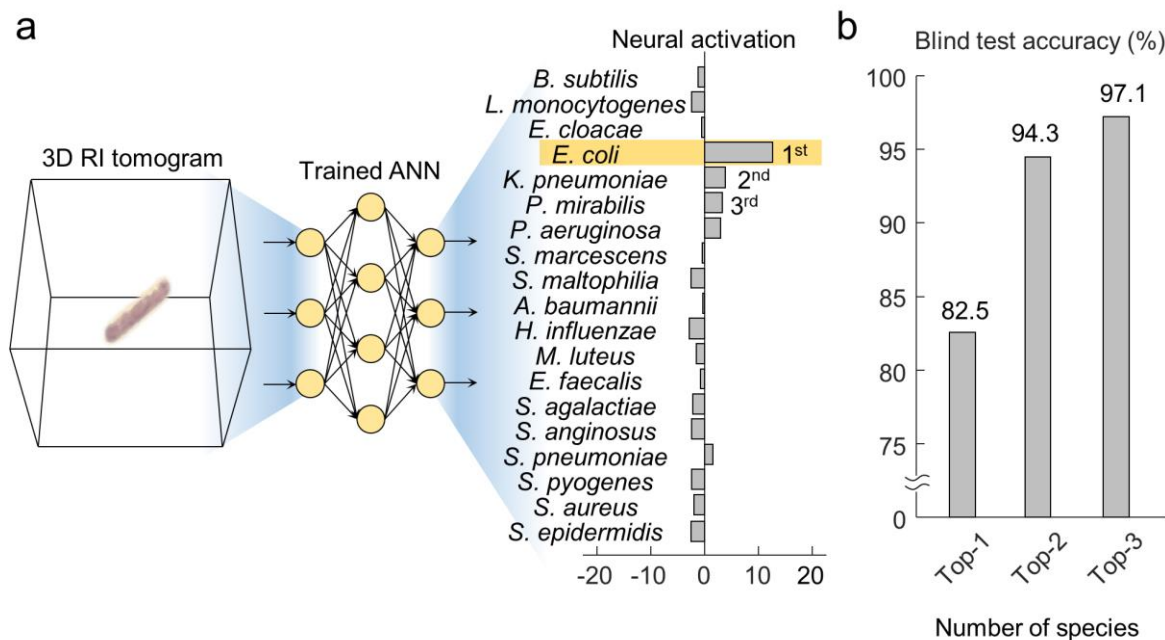 a
3D RI tomogram
Trained ANN
Neural activation
B. subtilis
L. monocytogenes
E. cloacae
E. coli 1st
K. pneumoniae 2nd
P. mirabilis 3rd
P. aeruginosa
S. marcescens
S. maltophilia
A. baumannii
H. influenzae
M. luteus
E. faecalis
S. agalactiae
S. anginosus
S. pneumoniae
S. pyogenes
S. aureus
S. epidermidis
-20 -10 0 10 20
b
Blind test accuracy (%)
100
95
90
85
80
75
0
82.5
94.3
97.1
Top-1
Top-2
Top-3
Number of species